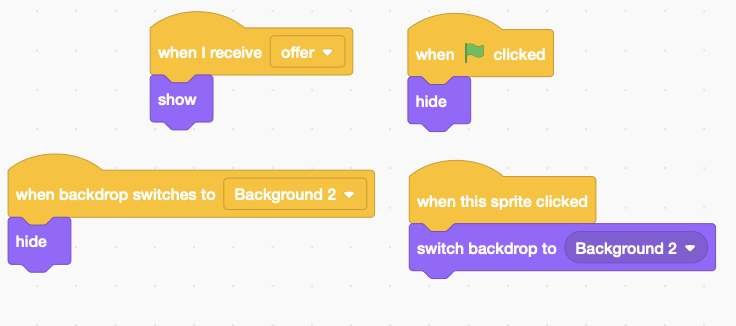 when I receive offer
show
when clicked
hide
when backdrop switches to Background 2
hide
when this sprite clicked
switch backdrop to Background 2